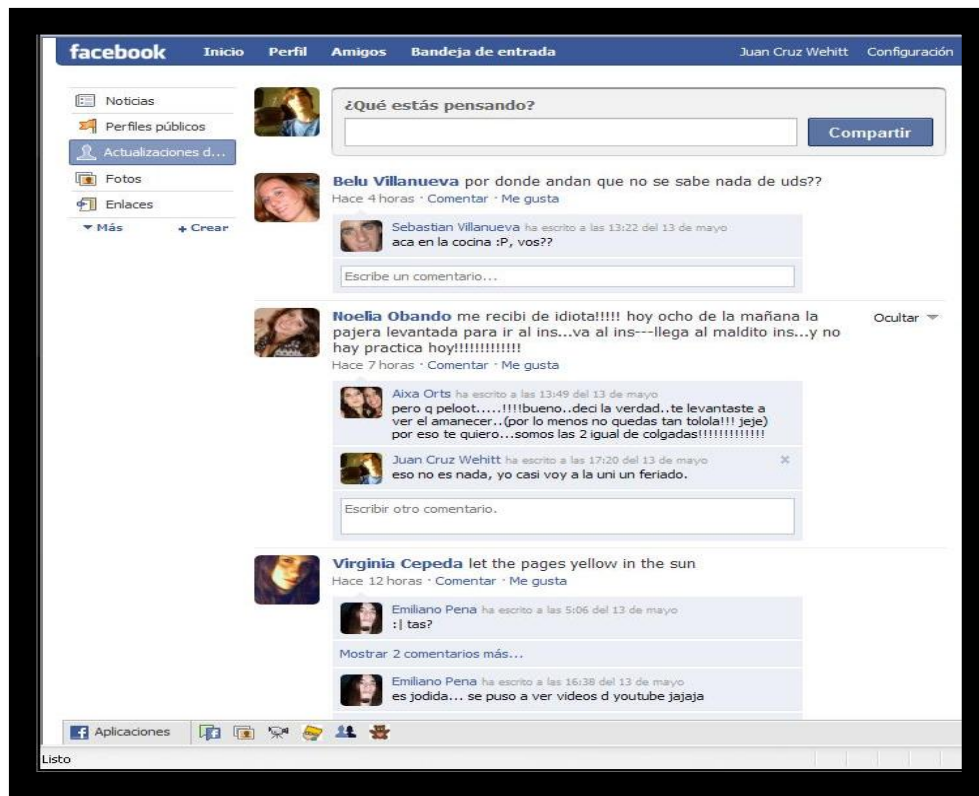 facebook Inicio Perfil Amigos Bandeja de entrada Juan Cruz Wehitt Configuración
Noticias
Perfiles públicos
Actualizaciones d...
Fotos
Enlaces
Más + Crear
¿Qué estás pensando?
Compartir
Belu Villanueva por donde andan que no se sabe nada de uds??
Hace 4 horas · Comentar · Me gusta
Sebastian Villanueva ha escrito a las 13:22 del 13 de mayo
aca en la cocina :P, vos??
Escribe un comentario...
Noelia Obando me recibi de idiota!!!!! hoy ocho de la mañana la
pajera levantada para ir al ins...va al ins---llega al maldito ins...y no
hay practica hoy!!!!!!!!!!!!!
Ocultar
Hace 7 horas · Comentar · Me gusta
Aixa Orts ha escrito a las 13:49 del 13 de mayo
pero q peloot.....!!!!bueno..deci la verdad..te levantaste a
ver el amanecer..(por lo menos no quedas tan tolola!!! jeje)
por eso te quiero...somos las 2 igual de colgadas!!!!!!!!!!!!!
Juan Cruz Wehitt ha escrito a las 17:20 del 13 de mayo
eso no es nada, yo casi voy a la uni un feriado.
Escribir otro comentario.
Virginia Cepeda let the pages yellow in the sun
Hace 12 horas · Comentar · Me gusta
Emiliano Pena ha escrito a las 5:06 del 13 de mayo
:| tas?
Mostrar 2 comentarios más...
Emiliano Pena ha escrito a las 16:38 del 13 de mayo
es jodida... se puso a ver videos d youtube jajaja
Aplicaciones
Listo